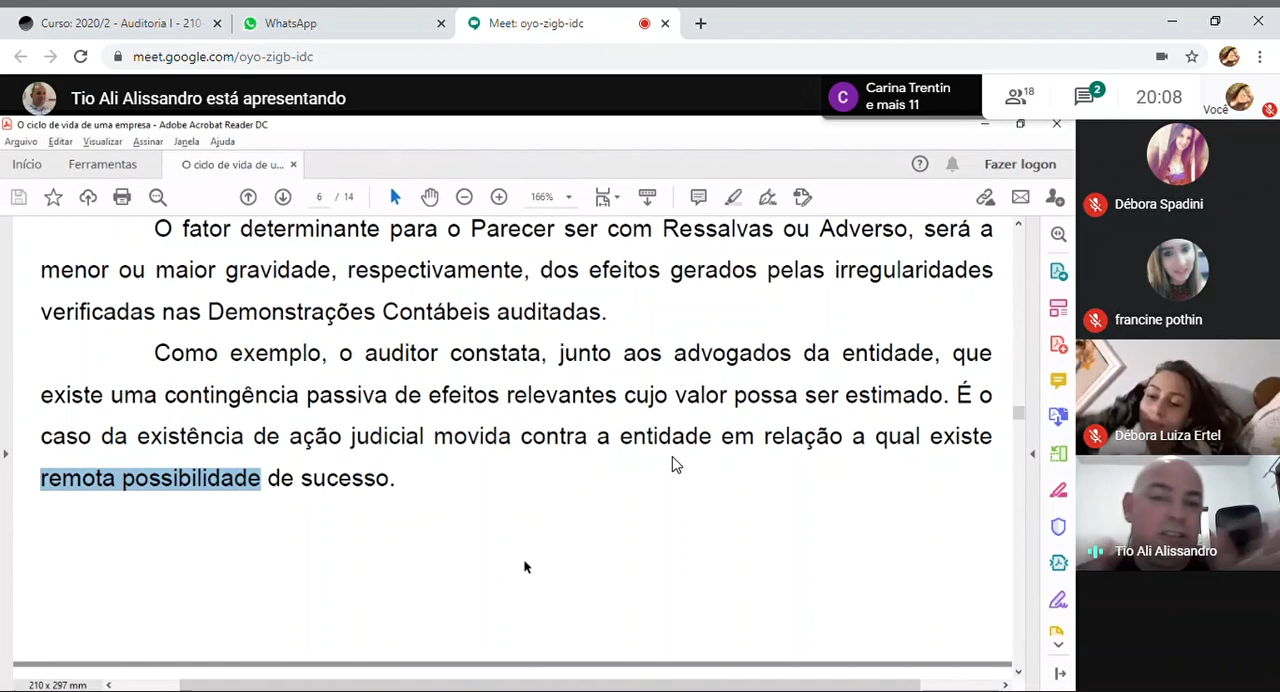 Curso: 2020/2 - Auditoria I - 210
WhatsApp
Meet: oyo-zigb-idc
meet.google.com/oyo-zigb-idc
Tio Ali Alissandro está apresentando
C
Carina Trentin
e mais 11
18
2
20:08
Você
O ciclo de vida de uma empresa - Adobe Acrobat Reader DC
Arquivo Editar Visualizar Assinar Janela Ajuda
Início Ferramentas O ciclo de vida de u... Fazer logon
6 / 14 166%
O fator determinante para o Parecer ser com Ressalvas ou Adverso, será a
menor ou maior gravidade, respectivamente, dos efeitos gerados pelas irregularidades
verificadas nas Demonstrações Contábeis auditadas.
Como exemplo, o auditor constata, junto aos advogados da entidade, que
existe uma contingência passiva de efeitos relevantes cujo valor possa ser estimado. É o
caso da existência de ação judicial movida contra a entidade em relação a qual existe
remota possibilidade de sucesso.
210 x 297 mm
Débora Spadini
francine pothin
Débora Luiza Ertel
Tio Ali Alissandro